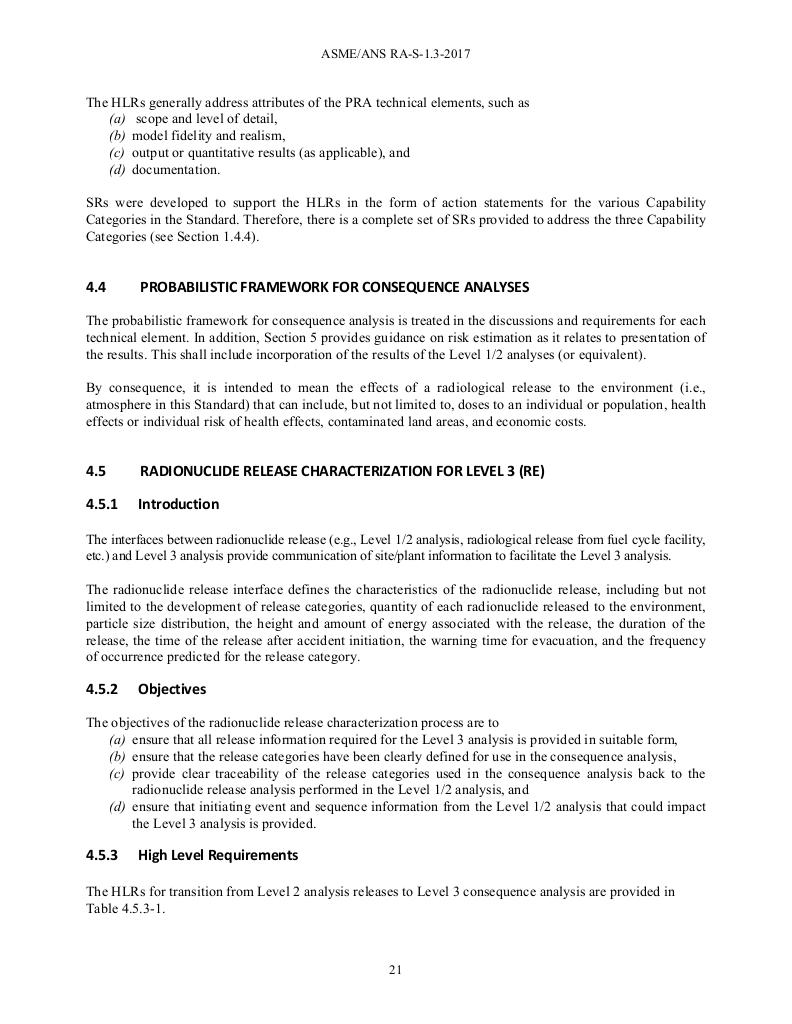 ASME/ANS RA-S-1.3-2017
The HLRs generally address attributes of the PRA technical elements, such as
(a) scope and level of detail,
(b) model fidelity and realism,
(c) output or quantitative results (as applicable), and
(d) documentation.
SRs were developed to support the HLRs in the form of action statements for the various Capability
Categories in the Standard. Therefore, there is a complete set of SRs provided to address the three Capability
Categories (see Section 1.4.4).
4.4 PROBABILISTIC FRAMEWORK FOR CONSEQUENCE ANALYSES
The probabilistic framework for consequence analysis is treated in the discussions and requirements for each
technical element. In addition, Section 5 provides guidance on risk estimation as it relates to presentation of
the results. This shall include incorporation of the results of the Level 1/2 analyses (or equivalent).
By consequence, it is intended to mean the effects of a radiological release to the environment (i.e.,
atmosphere in this Standard) that can include, but not limited to, doses to an individual or population, health
effects or individual risk of health effects, contaminated land areas, and economic costs.
4.5 RADIONUCLIDE RELEASE CHARACTERIZATION FOR LEVEL 3 (RE)
4.5.1 Introduction
The interfaces between radionuclide release (e.g., Level 1/2 analysis, radiological release from fuel cycle facility,
etc.) and Level 3 analysis provide communication of site/plant information to facilitate the Level 3 analysis.
The radionuclide release interface defines the characteristics of the radionuclide release, including but not
limited to the development of release categories, quantity of each radionuclide released to the environment,
particle size distribution, the height and amount of energy associated with the release, the duration of the
release, the time of the release after accident initiation, the warning time for evacuation, and the frequency
of occurrence predicted for the release category.
4.5.2 Objectives
The objectives of the radionuclide release characterization process are to
(a) ensure that all release information required for the Level 3 analysis is provided in suitable form,
(b) ensure that the release categories have been clearly defined for use in the consequence analysis,
(c) provide clear traceability of the release categories used in the consequence analysis back to the
radionuclide release analysis performed in the Level 1/2 analysis, and
(d) ensure that initiating event and sequence information from the Level 1/2 analysis that could impact
the Level 3 analysis is provided.
4.5.3 High Level Requirements
The HLRs for transition from Level 2 analysis releases to Level 3 consequence analysis are provided in
Table 4.5.3-1.
21